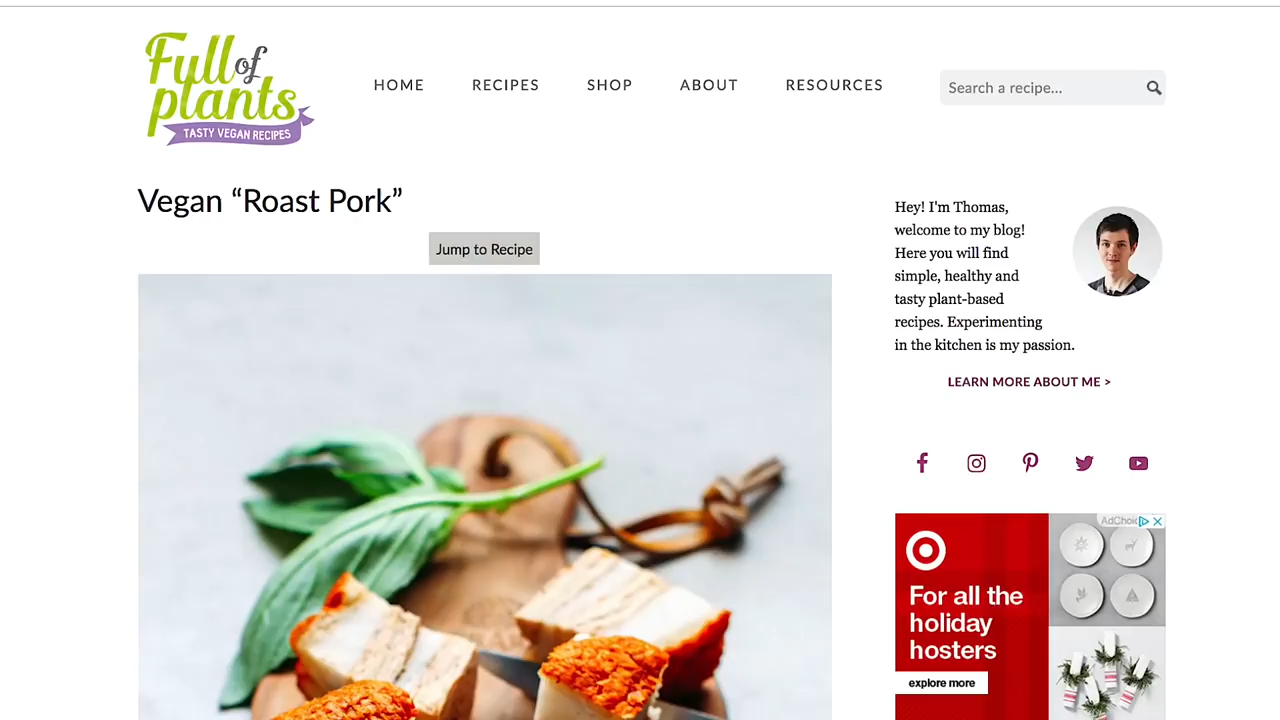 Full of
plants
TASTY VEGAN RECIPES
HOME
RECIPES
SHOP
ABOUT
RESOURCES
Search a recipe...
Vegan “Roast Pork”
Jump to Recipe
Hey! I'm Thomas,
welcome to my blog!
Here you will find
simple, healthy and
tasty plant-based
recipes. Experimenting
in the kitchen is my passion.
LEARN MORE ABOUT ME >
AdChoic
For all the
holiday
hosters
explore more